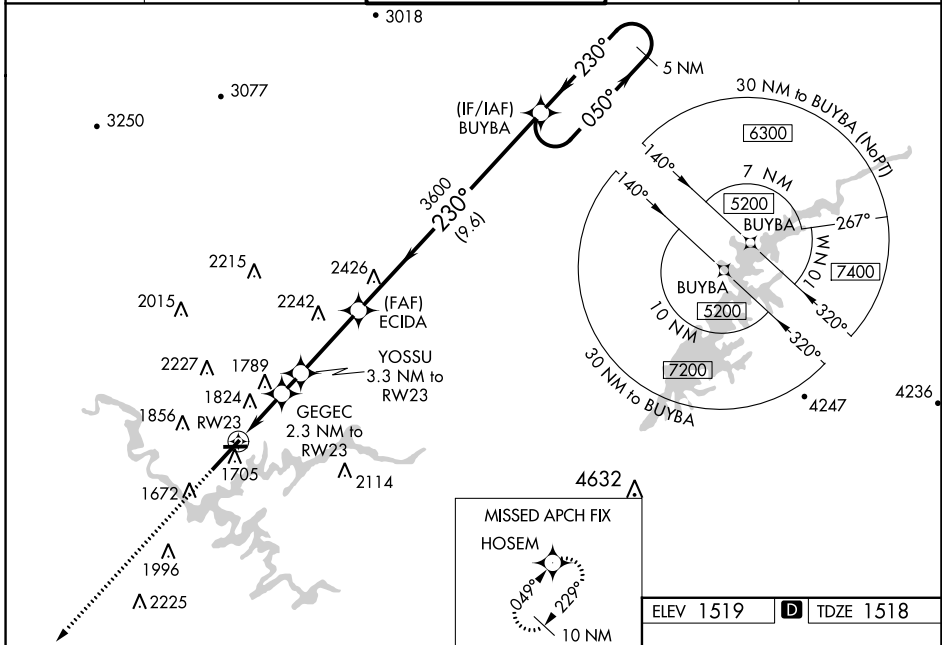 3018
3077
3250
230°
050°
5 NM
(IF/IAF)
BUYBA
3600
230°
(9.6)
30 NM to BUYBA (NoPT)
6300
140°
7 NM
5200
BUYBA
267°
10 NM
7400
320°
140°
BUYBA
5200
10 NM
320°
7200
30 NM to BUYBA
4247
4236
2215
2426
2015
2242
(FAF)
ECIDA
2227
1789
YOSSU
3.3 NM to
RW23
1824
1856
RW23
GEGEC
2.3 NM to
RW23
1705
2114
1672
1996
2225
4632
MISSED APCH FIX
HOSEM
049°
229°
10 NM
ELEV 1519
D
TDZE 1518